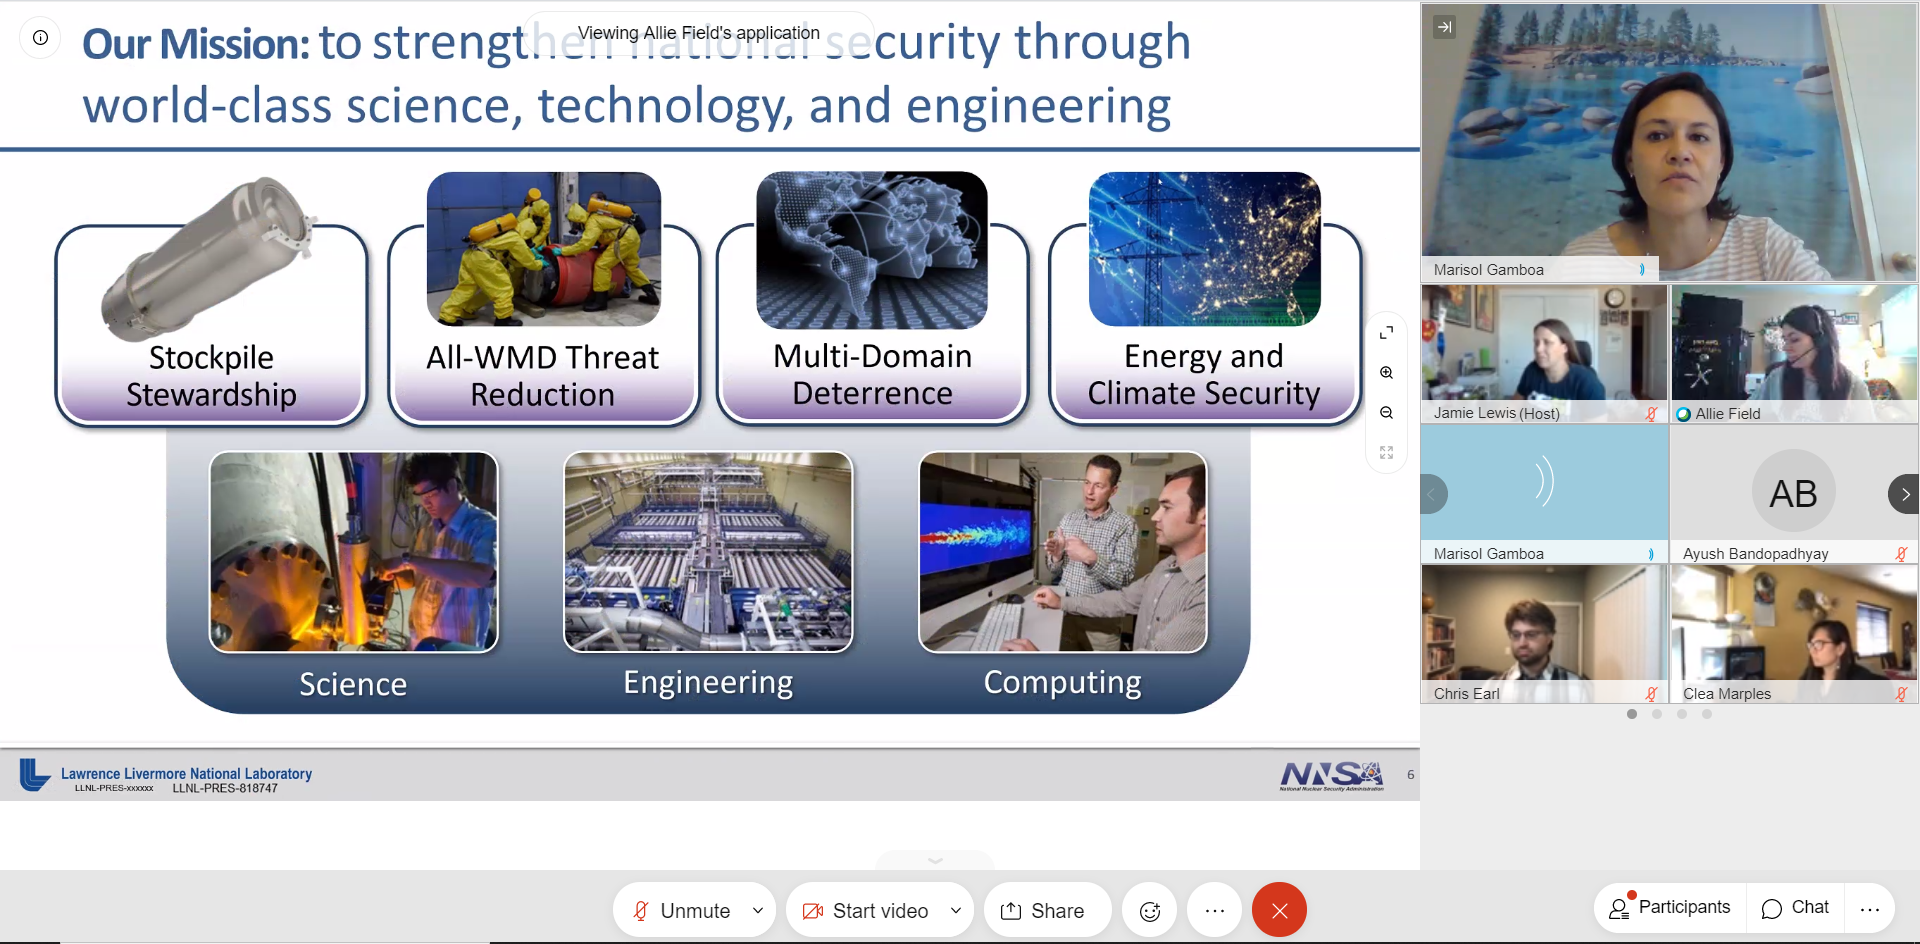 Our Mission: to strengthen national security through
Viewing Allie Field's application
world-class science, technology, and engineering
Stockpile
Stewardship
All-WMD Threat
Reduction
Multi-Domain
Deterrence
Energy and
Climate Security
Science
Engineering
Computing
Lawrence Livermore National Laboratory
LLNL-PRES-xxxxxx LLNL-PRES-818747
NNSA
National Nuclear Security Administration
6
Marisol Gamboa
Jamie Lewis (Host)
Allie Field
Marisol Gamboa
AB
Ayush Bandopadhyay
Chris Earl
Clea Marples
Unmute
Start video
Share
Participants
Chat